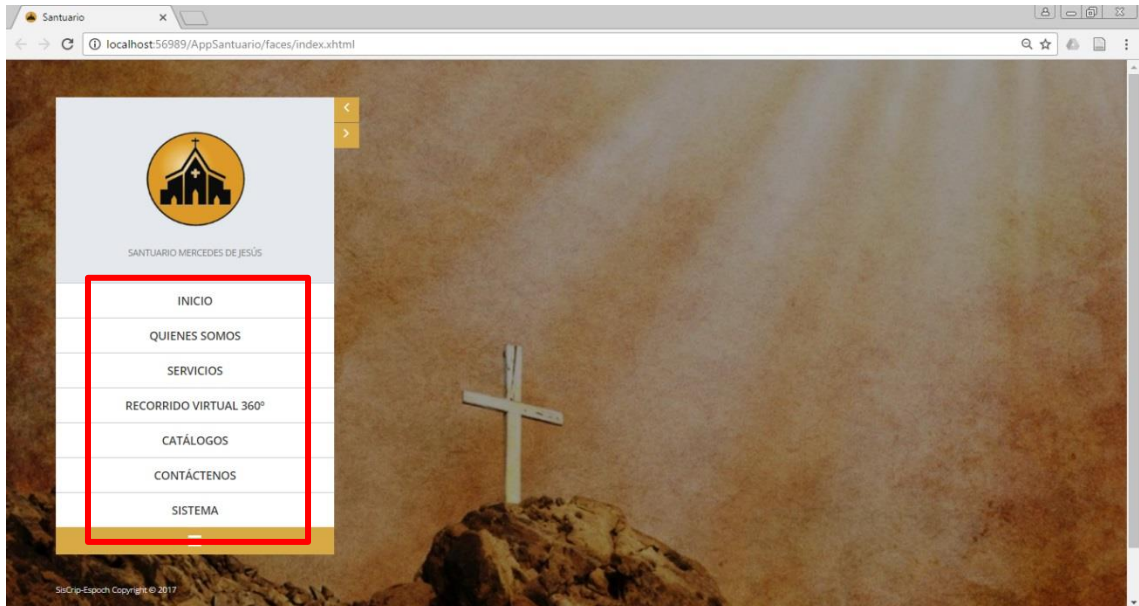 Santuario
localhost:56989/AppSantuario/faces/index.xhtml
SANTUARIO MERCEDES DE JESÚS
INICIO
QUIENES SOMOS
SERVICIOS
RECORRIDO VIRTUAL 360º
CATÁLOGOS
CONTÁCTENOS
SISTEMA
SisCrip-Espoch Copyright © 2017